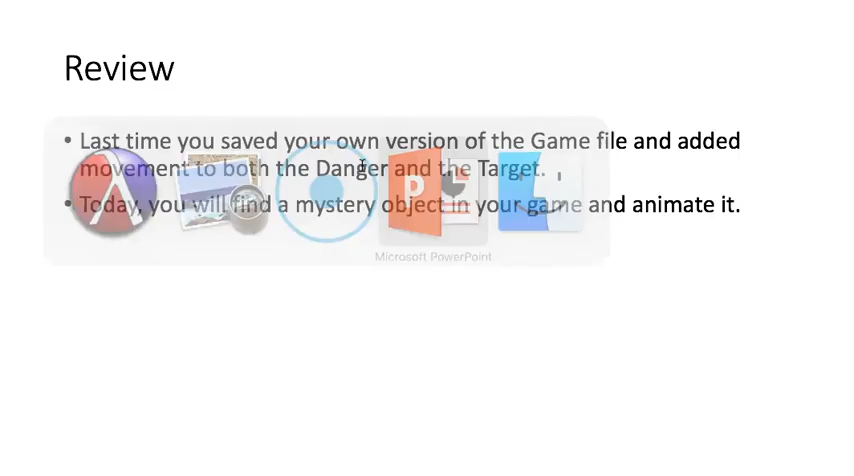 Review
• Last time you saved your own version of the Game file and added
movement to both the Danger and the Target.
• Today, you will find a mystery object in your game and animate it.
Microsoft PowerPoint